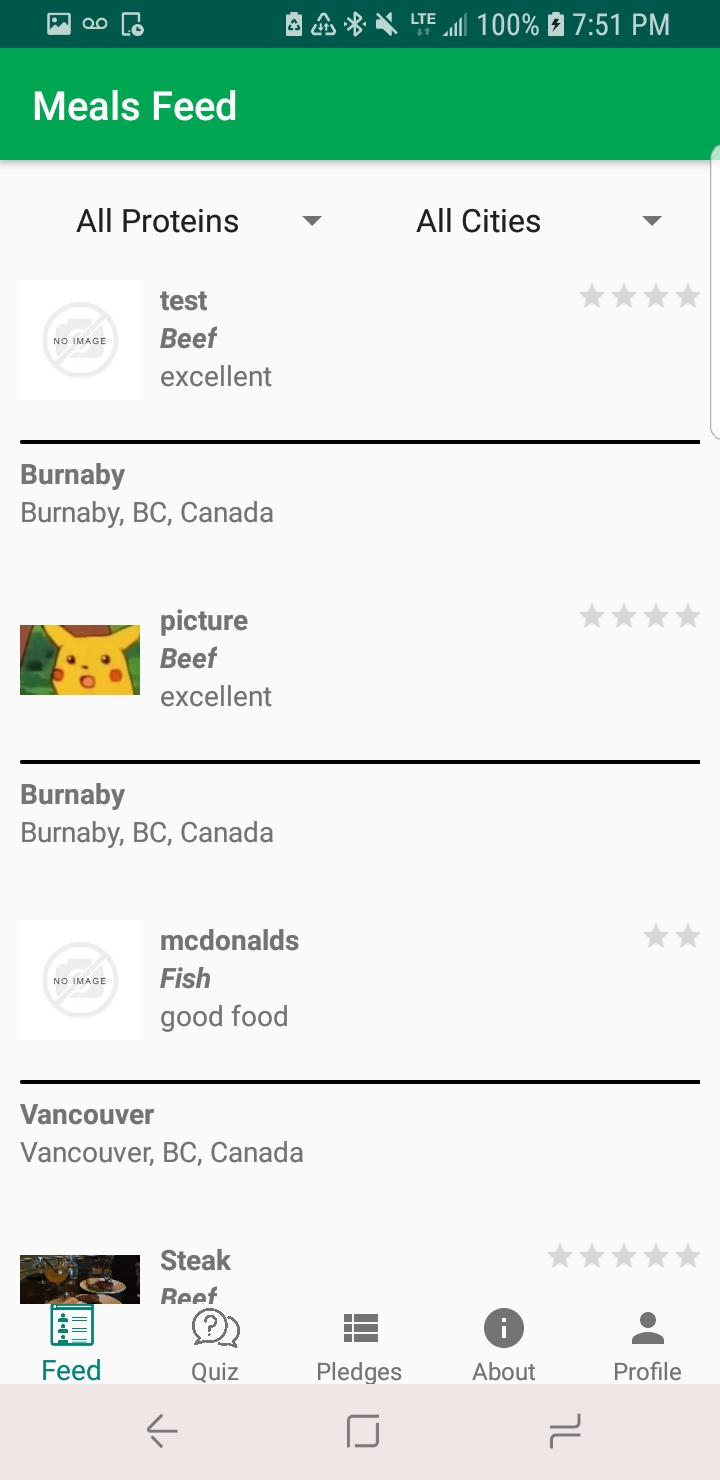 LTE 100% 7:51 PM
Meals Feed
All Proteins All Cities
NO IMAGE
test
Beef
excellent
Burnaby
Burnaby, BC, Canada
picture
Beef
excellent
Burnaby
Burnaby, BC, Canada
NO IMAGE
mcdonalds
Fish
good food
Vancouver
Vancouver, BC, Canada
Steak
Beef
Feed Quiz Pledges About Profile